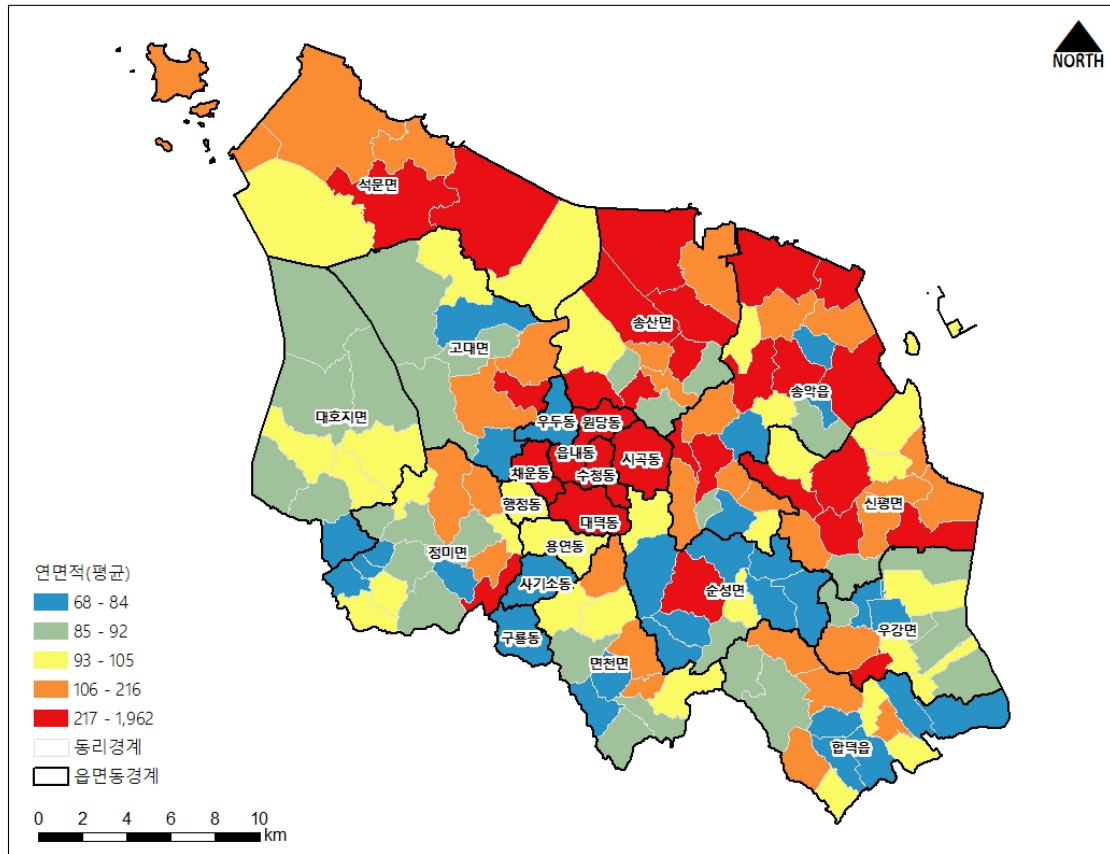 NORTH
석문면
송산면
고대면
송악읍
대호지면
우두동
원당동
읍내동
시곡동
채운동
수청동
행정동
신평면
대덕동
정미면
용연동
사기소동
순성면
우강면
구룡동
면천면
합덕읍
연면적(평균)
68 - 84
85 - 92
93 - 105
106 - 216
217 - 1,962
동리경계
읍면동경계
0 2 4 6 8 10
km